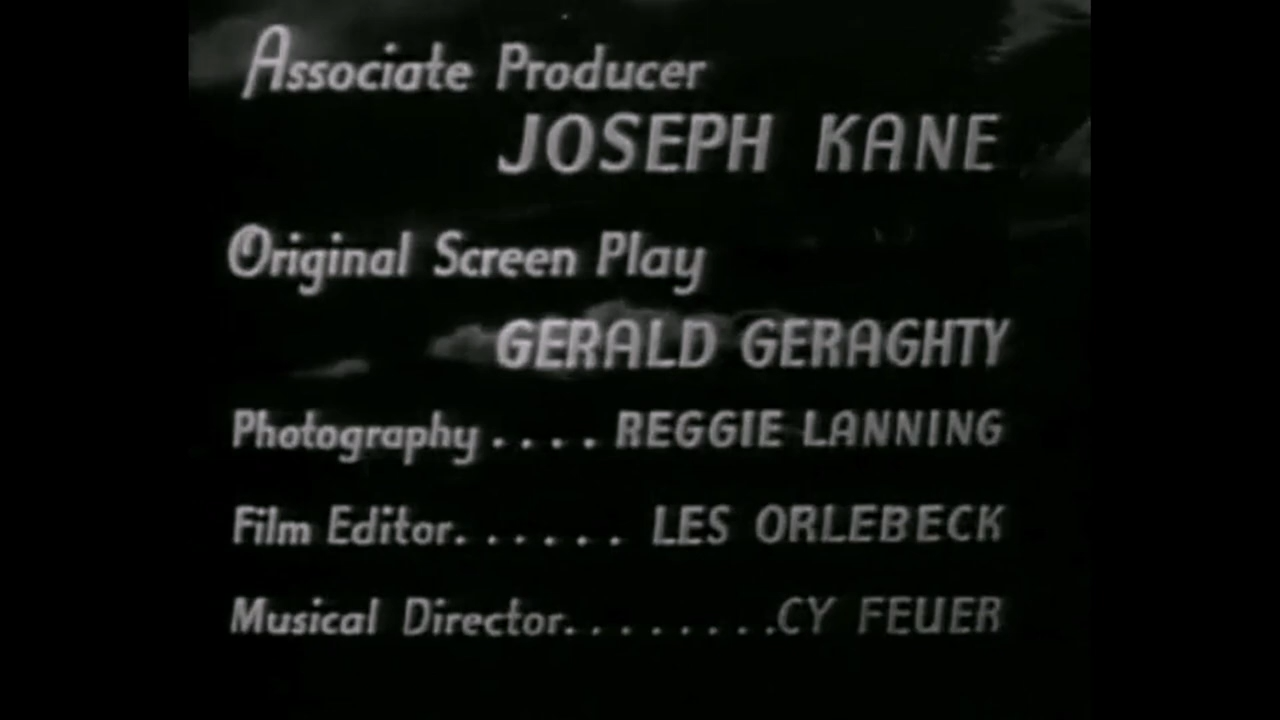 Associate Producer
JOSEPH KANE
Original Screen Play
GERALD GERAGHTY
Photography .... REGGIE LANNING
Film Editor...... LES ORLEBECK
Musical Director.........CY FEUER